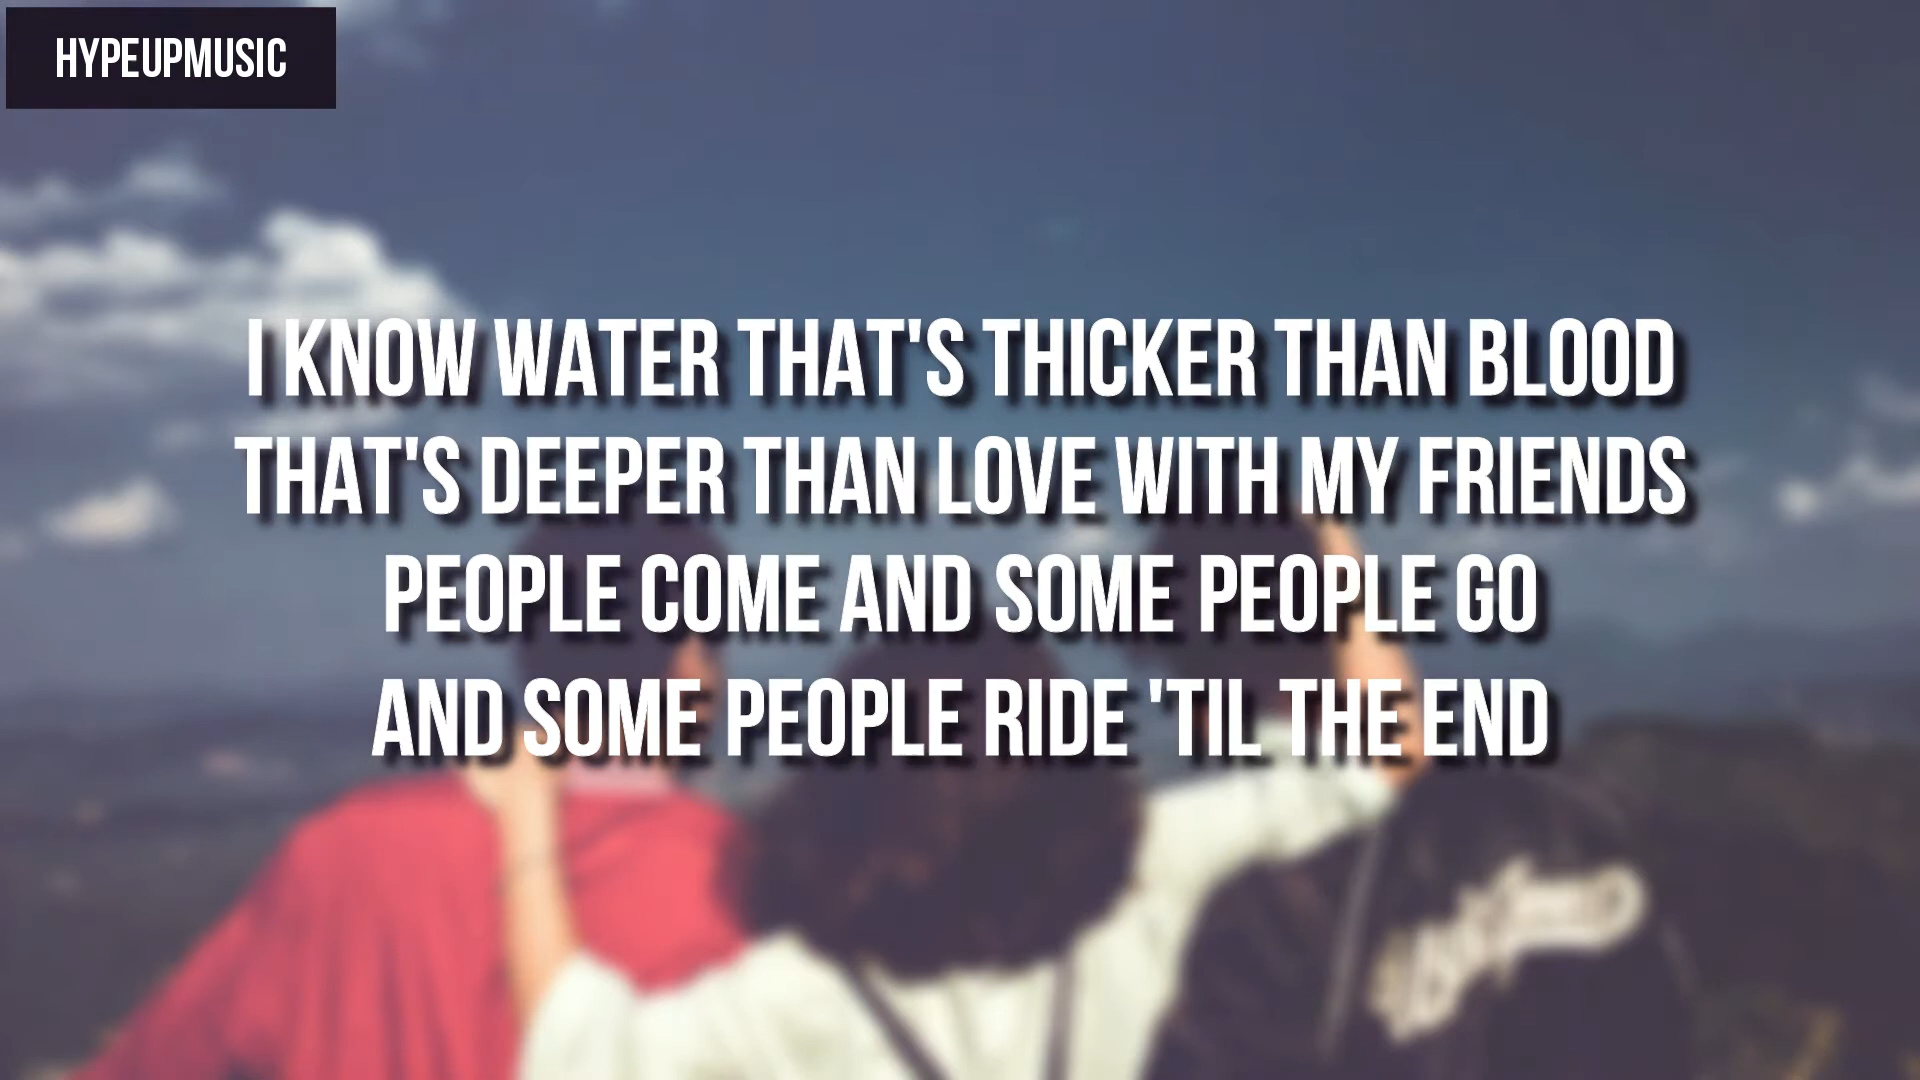 HYPEUPMUSIC
I KNOW WATER THAT'S THICKER THAN BLOOD
THAT'S DEEPER THAN LOVE WITH MY FRIENDS
PEOPLE COME AND SOME PEOPLE GO
AND SOME PEOPLE RIDE 'TIL THE END